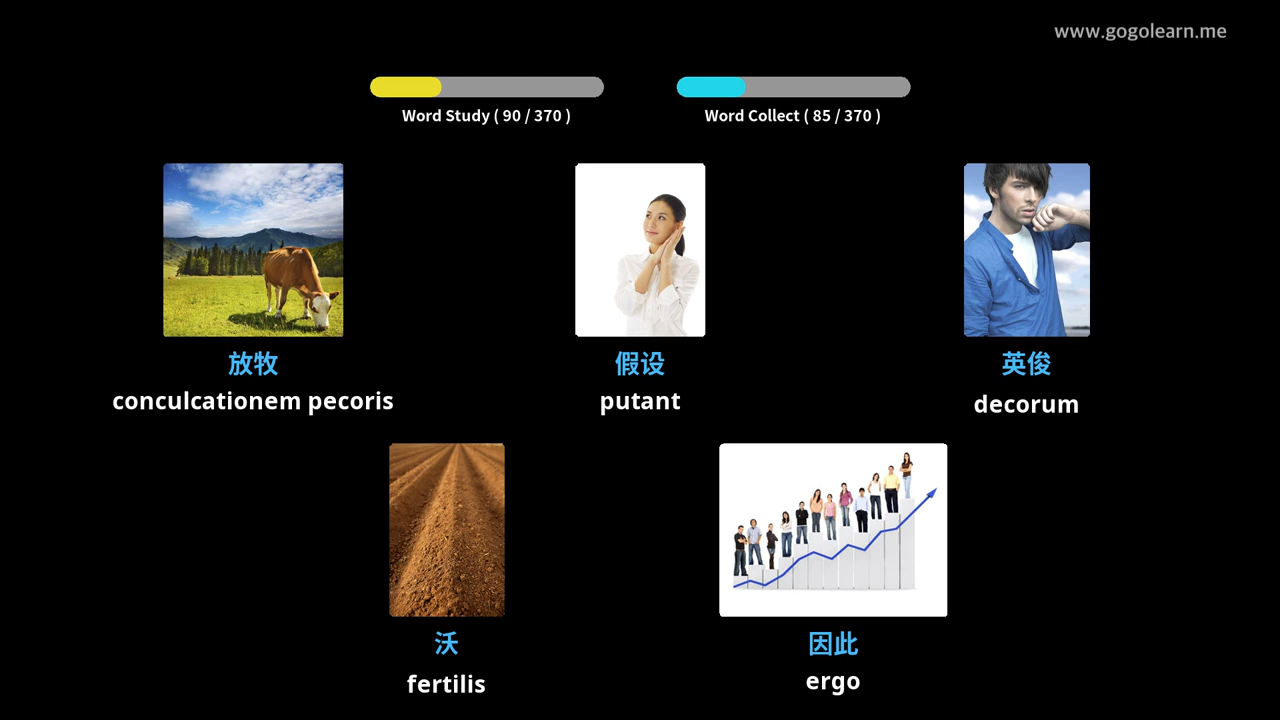 www.gogolearn.me
Word Study ( 90 / 370 )
Word Collect ( 85 / 370 )
放牧
conculcationem pecoris
假设
putant
英俊
decorum
沃
fertilis
因此
ergo